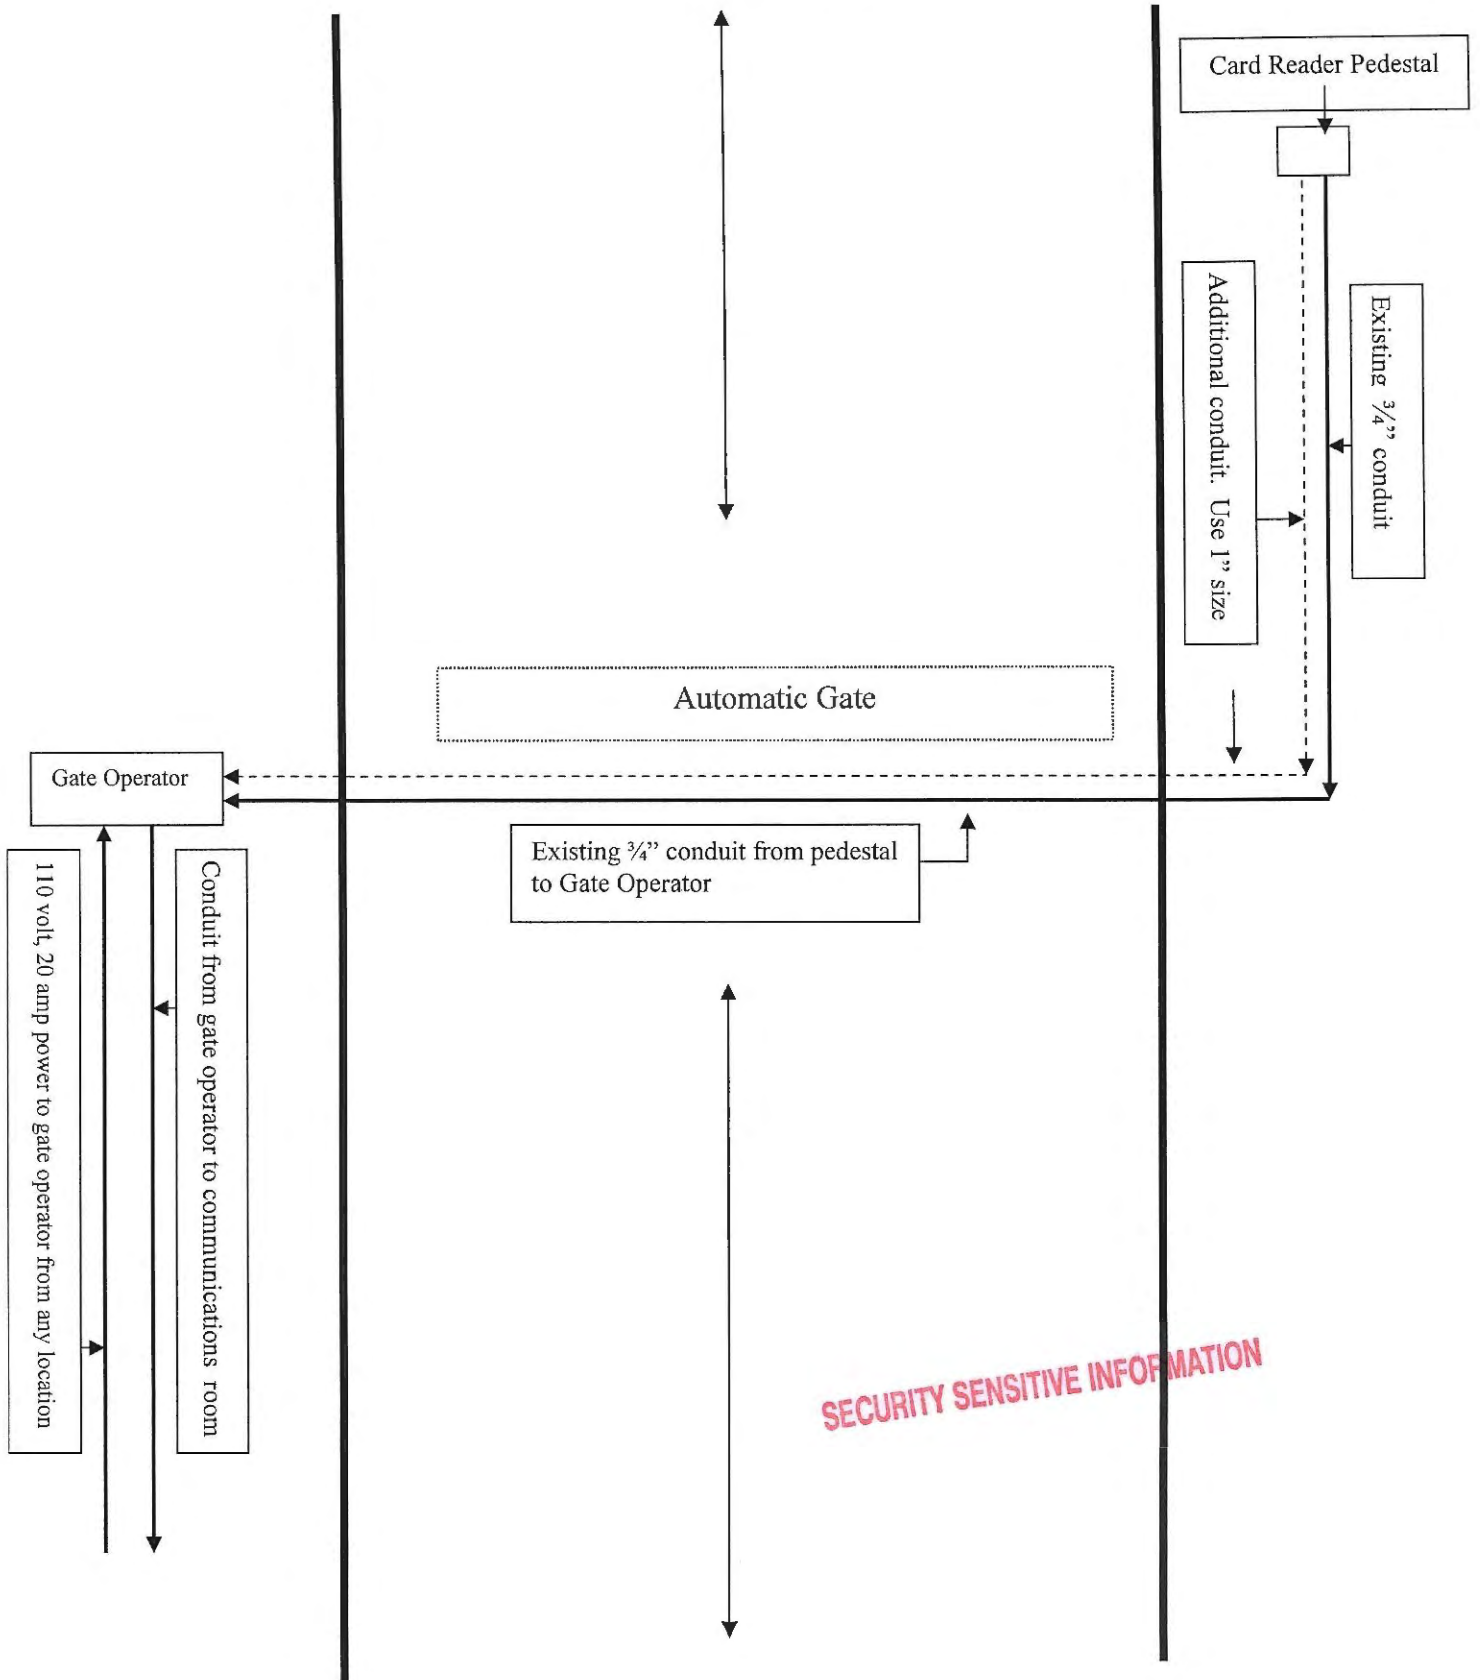 Card Reader Pedestal
Existing ¾” conduit
Additional conduit.  Use 1” size
Automatic Gate
Gate Operator
Existing ¾” conduit from pedestal
to Gate Operator
Conduit from gate operator to communications room
110 volt, 20 amp power to gate operator from any location
SECURITY SENSITIVE INFORMATION